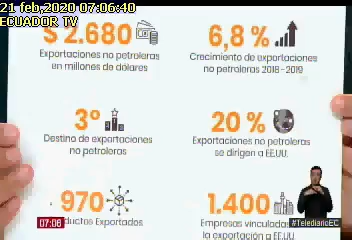 21 feb 2020 07:06:40
ECUADOR TV
$ 2.680
Exportaciones no petroleras
en millones de dólares
6,8 %
Crecimiento de exportaciones
no petroleras 2018-2019
3°
Destino de exportaciones
no petroleras
20 %
Exportaciones no petroleras
se dirigen a EE.UU.
970
ductos Exportados
1.400
Empresas vinculadas
la exportación a EE.UU
07:06
#TelediarioEC